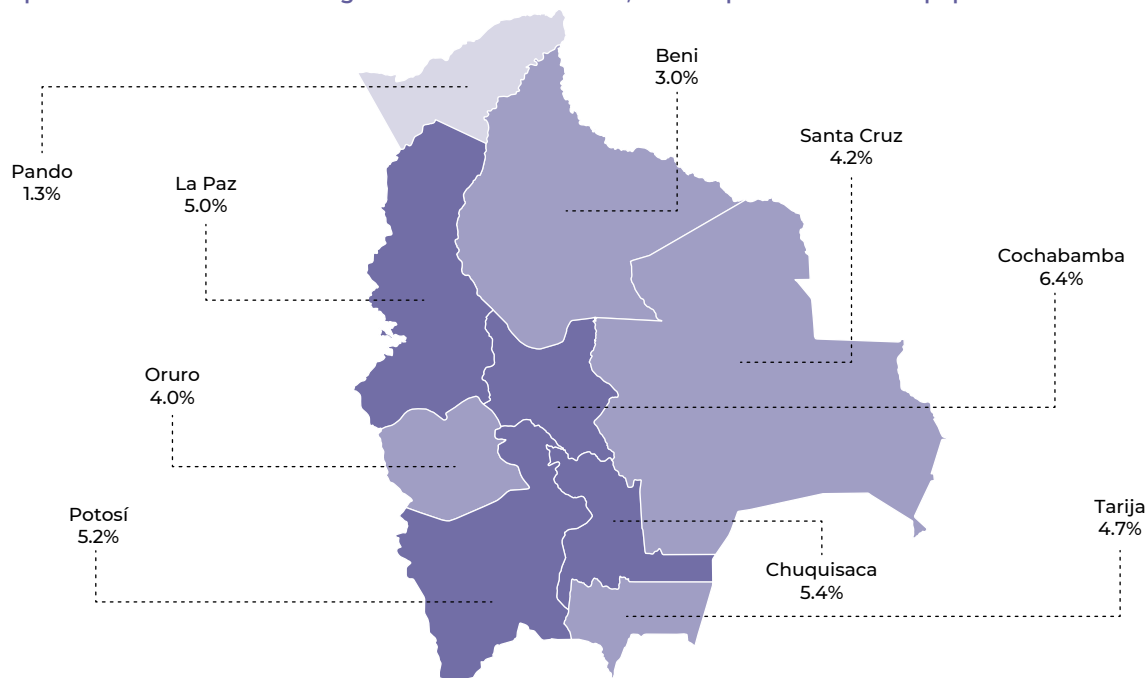 Beni
3.0%
Santa Cruz
4.2%
Pando
1.3%
La Paz
5.0%
Cochabamba
6.4%
Oruro
4.0%
Potosí
5.2%
Tarija
4.7%
Chuquisaca
5.4%